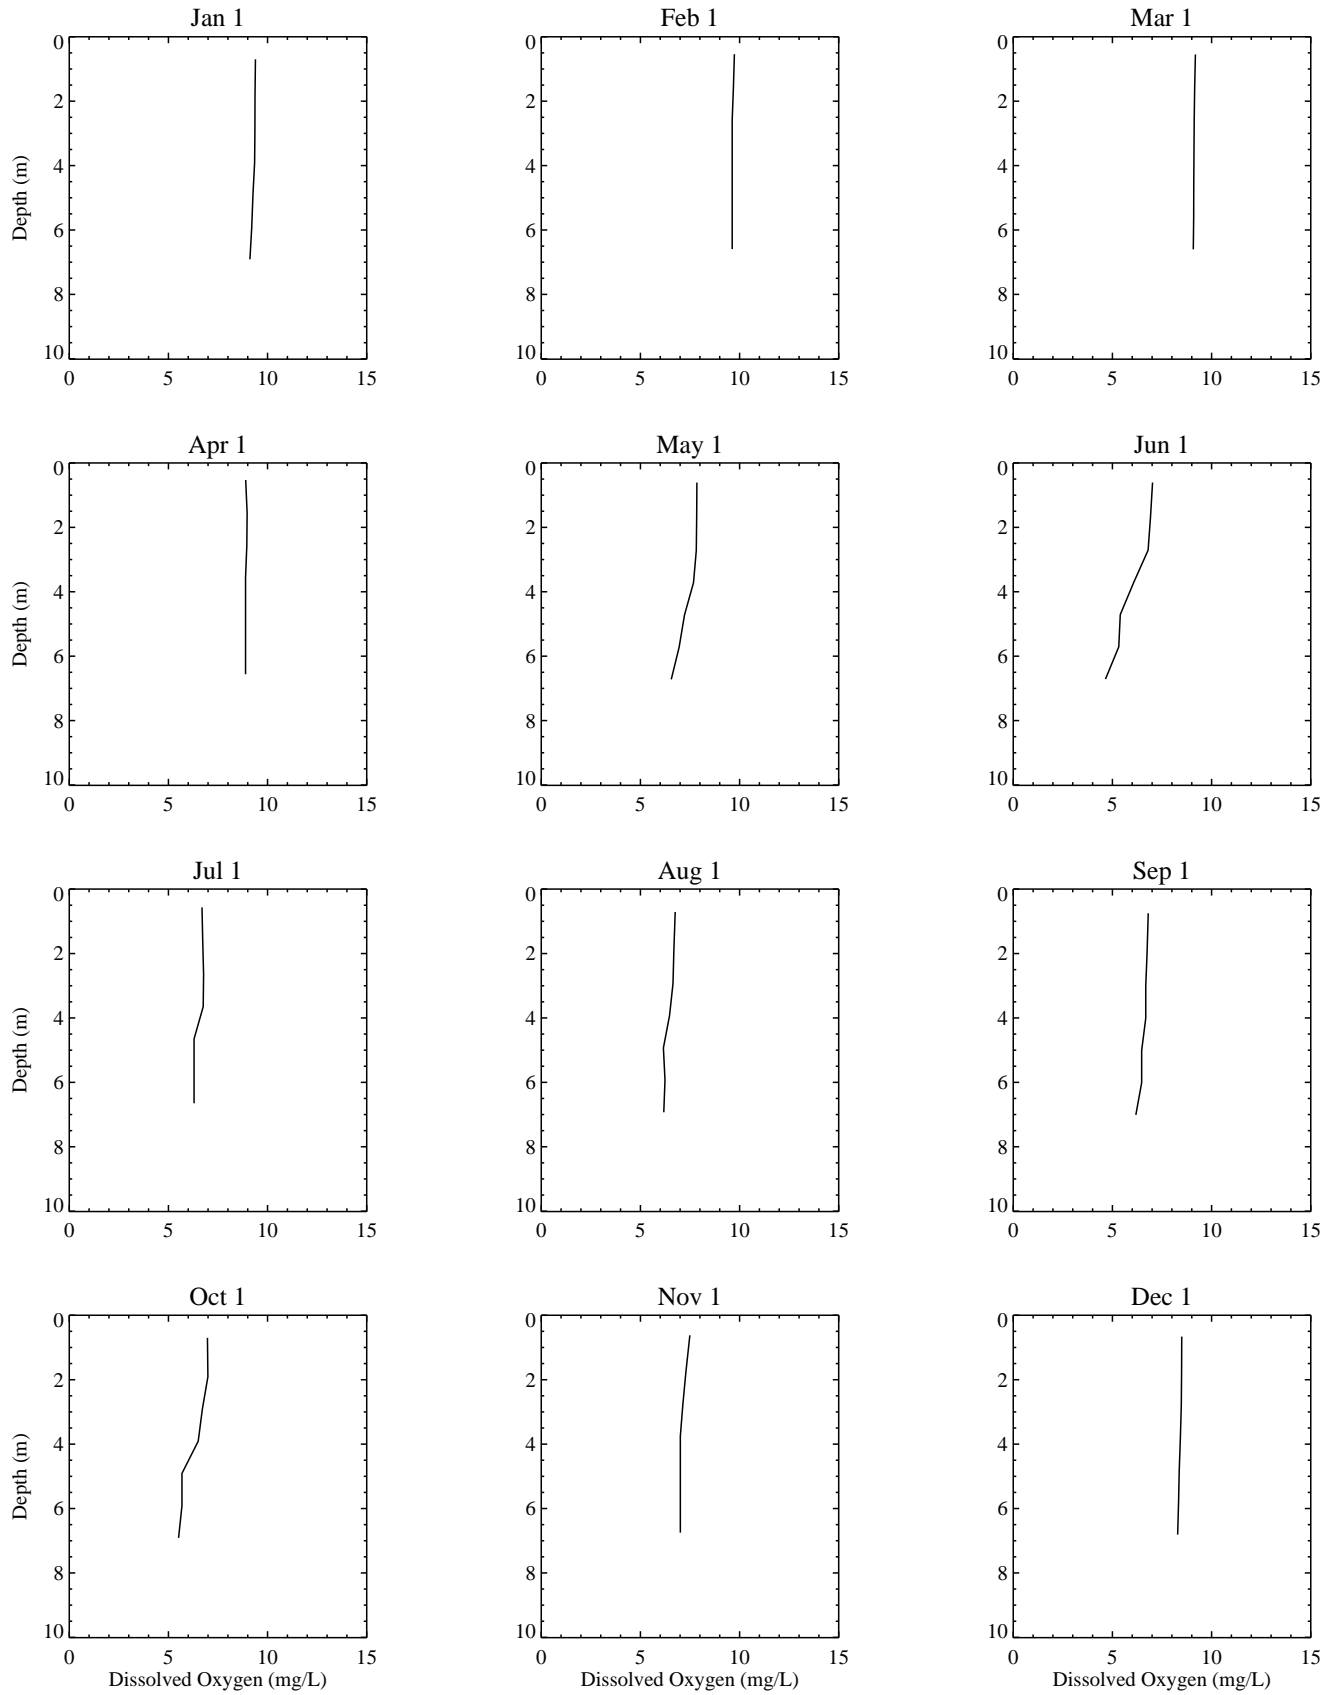 Jan 1 Feb 1 Mar 1
0 0 0
2 2 2
Depth (m) 4 4 4
6 6 6
8 8 8
10 10 10
0 5 10 15 0 5 10 15 0 5 10 15
Apr 1 May 1 Jun 1
0 0 0
2 2 2
Depth (m) 4 4 4
6 6 6
8 8 8
10 10 10
0 5 10 15 0 5 10 15 0 5 10 15
Jul 1 Aug 1 Sep 1
0 0 0
2 2 2
Depth (m) 4 4 4
6 6 6
8 8 8
10 10 10
0 5 10 15 0 5 10 15 0 5 10 15
Oct 1 Nov 1 Dec 1
0 0 0
2 2 2
Depth (m) 4 4 4
6 6 6
8 8 8
10 10 10
0 5 10 15 0 5 10 15 0 5 10 15
Dissolved Oxygen (mg/L) Dissolved Oxygen (mg/L) Dissolved Oxygen (mg/L)